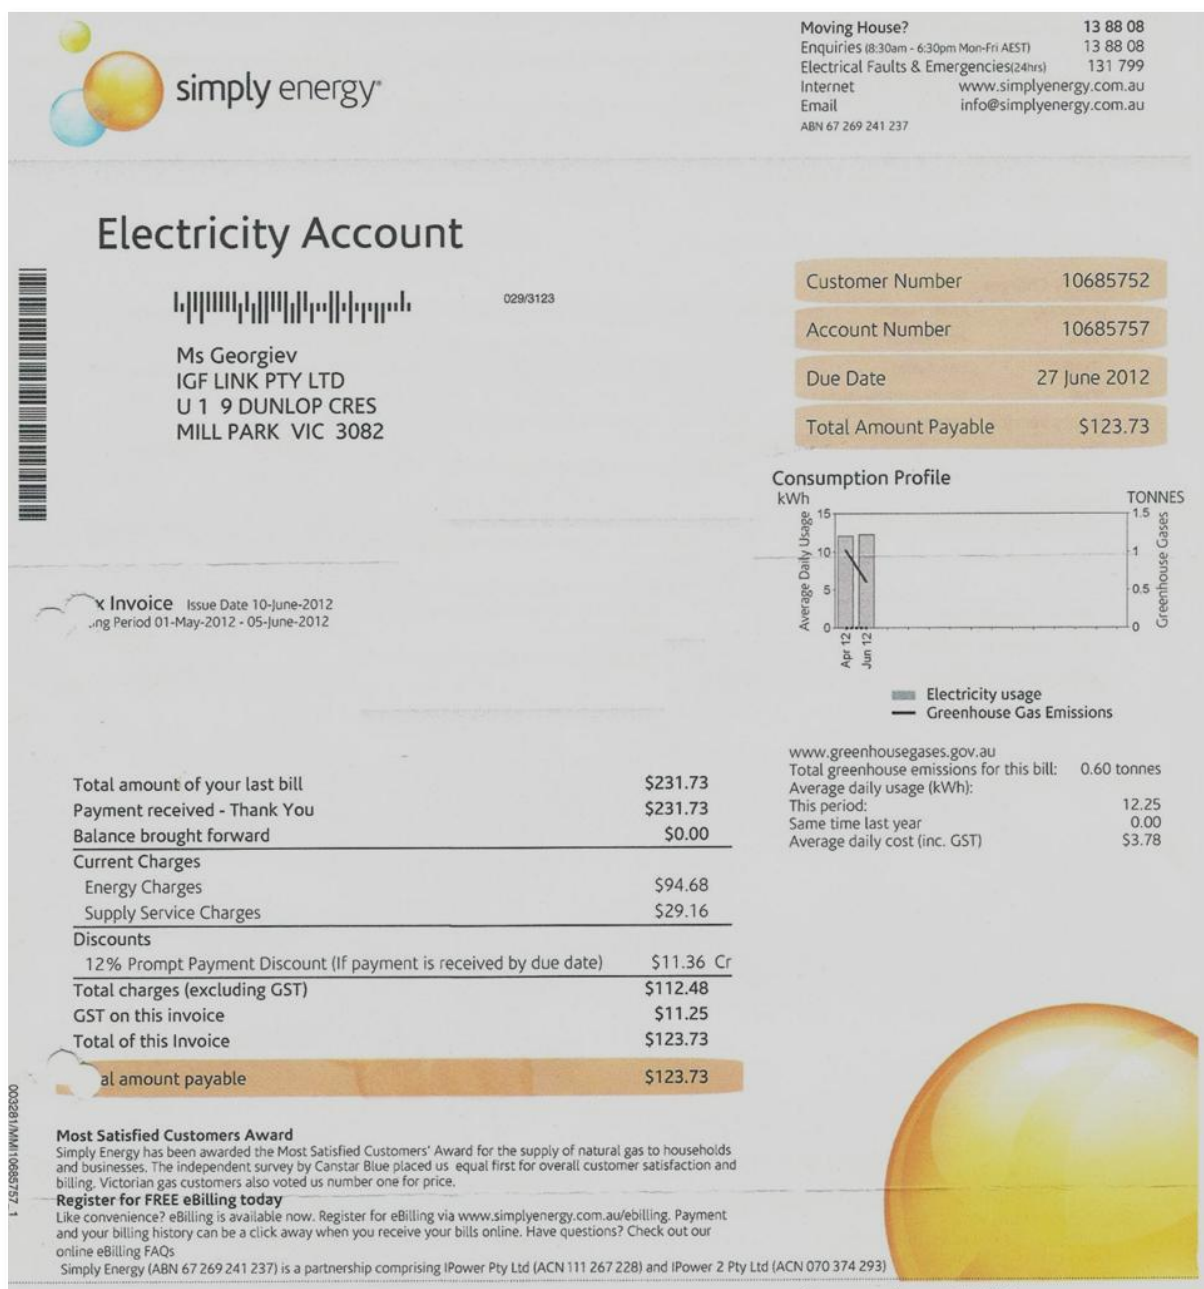 simply energy
Moving House? 13 88 08
Enquiries (8:30am - 6:30pm Mon-Fri AEST) 13 88 08
Electrical Faults & Emergencies(24hrs) 131 799
Internet www.simplyenergy.com.au
Email info@simplyenergy.com.au
ABN 67 269 241 237
Electricity Account
029/3123
Ms Georgiev
IGF LINK PTY LTD
U 1 9 DUNLOP CRES
MILL PARK VIC 3082
Customer Number 10685752
Account Number 10685757
Due Date 27 June 2012
Total Amount Payable $123.73
Consumption Profile
kWh TONNES
Average Daily Usage
15
10
5
0
1.5
1
0.5
0
Greenhouse Gases
Apr 12
Jun 12
Electricity usage
Greenhouse Gas Emissions
x Invoice Issue Date 10-June-2012
ng Period 01-May-2012 - 05-June-2012
www.greenhousegases.gov.au
Total greenhouse emissions for this bill: 0.60 tonnes
Average daily usage (kWh):
This period: 12.25
Same time last year 0.00
Average daily cost (inc. GST) $3.78
Total amount of your last bill $231.73
Payment received - Thank You $231.73
Balance brought forward $0.00
Current Charges
Energy Charges $94.68
Supply Service Charges $29.16
Discounts
12% Prompt Payment Discount (If payment is received by due date) $11.36 Cr
Total charges (excluding GST) $112.48
GST on this invoice $11.25
Total of this Invoice $123.73
al amount payable $123.73
003281/MMI10685757_1
Most Satisfied Customers Award
Simply Energy has been awarded the Most Satisfied Customers' Award for the supply of natural gas to households
and businesses. The independent survey by Canstar Blue placed us equal first for overall customer satisfaction and
billing. Victorian gas customers also voted us number one for price.
Register for FREE eBilling today
Like convenience? eBilling is available now. Register for eBilling via www.simplyenergy.com.au/ebilling. Payment
and your billing history can be a click away when you receive your bills online. Have questions? Check out our
online eBilling FAQs
Simply Energy (ABN 67 269 241 237) is a partnership comprising IPower Pty Ltd (ACN 111 267 228) and IPower 2 Pty Ltd (ACN 070 374 293)